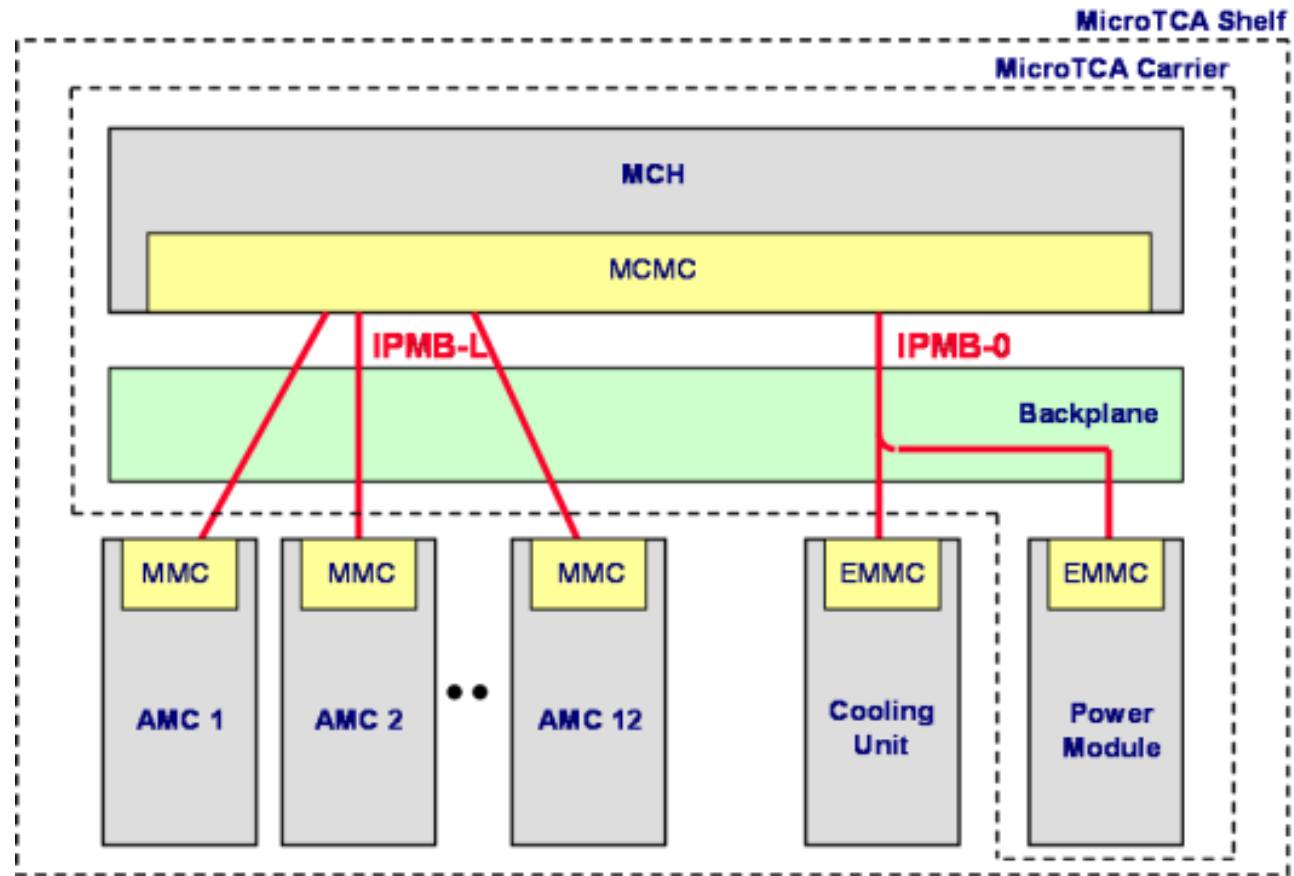 MicroTCA Shelf
MicroTCA Carrier
MCH
MCMC
IPMB-L
IPMB-0
Backplane
MMC
MMC
MMC
EMMC
EMMC
AMC 1
AMC 2
AMC 12
Cooling
Unit
Power
Module